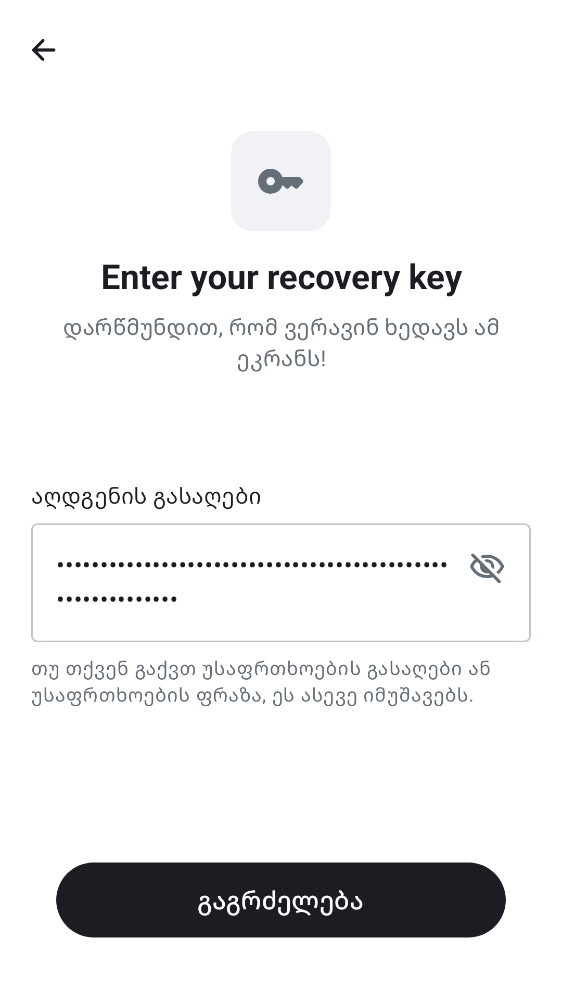 Enter your recovery key
დარწმუნდით, რომ ვერავინ ხედავს ამ
ეკრანს!
აღდგენის გასაღები
••••••••••••••••••••••••••••••••••••••••••••
••••••••••••••
თუ თქვენ გაქვთ უსაფრთხოების გასაღები ან
უსაფრთხოების ფრაზა, ეს ასევე იმუშავებს.
გაგრძელება